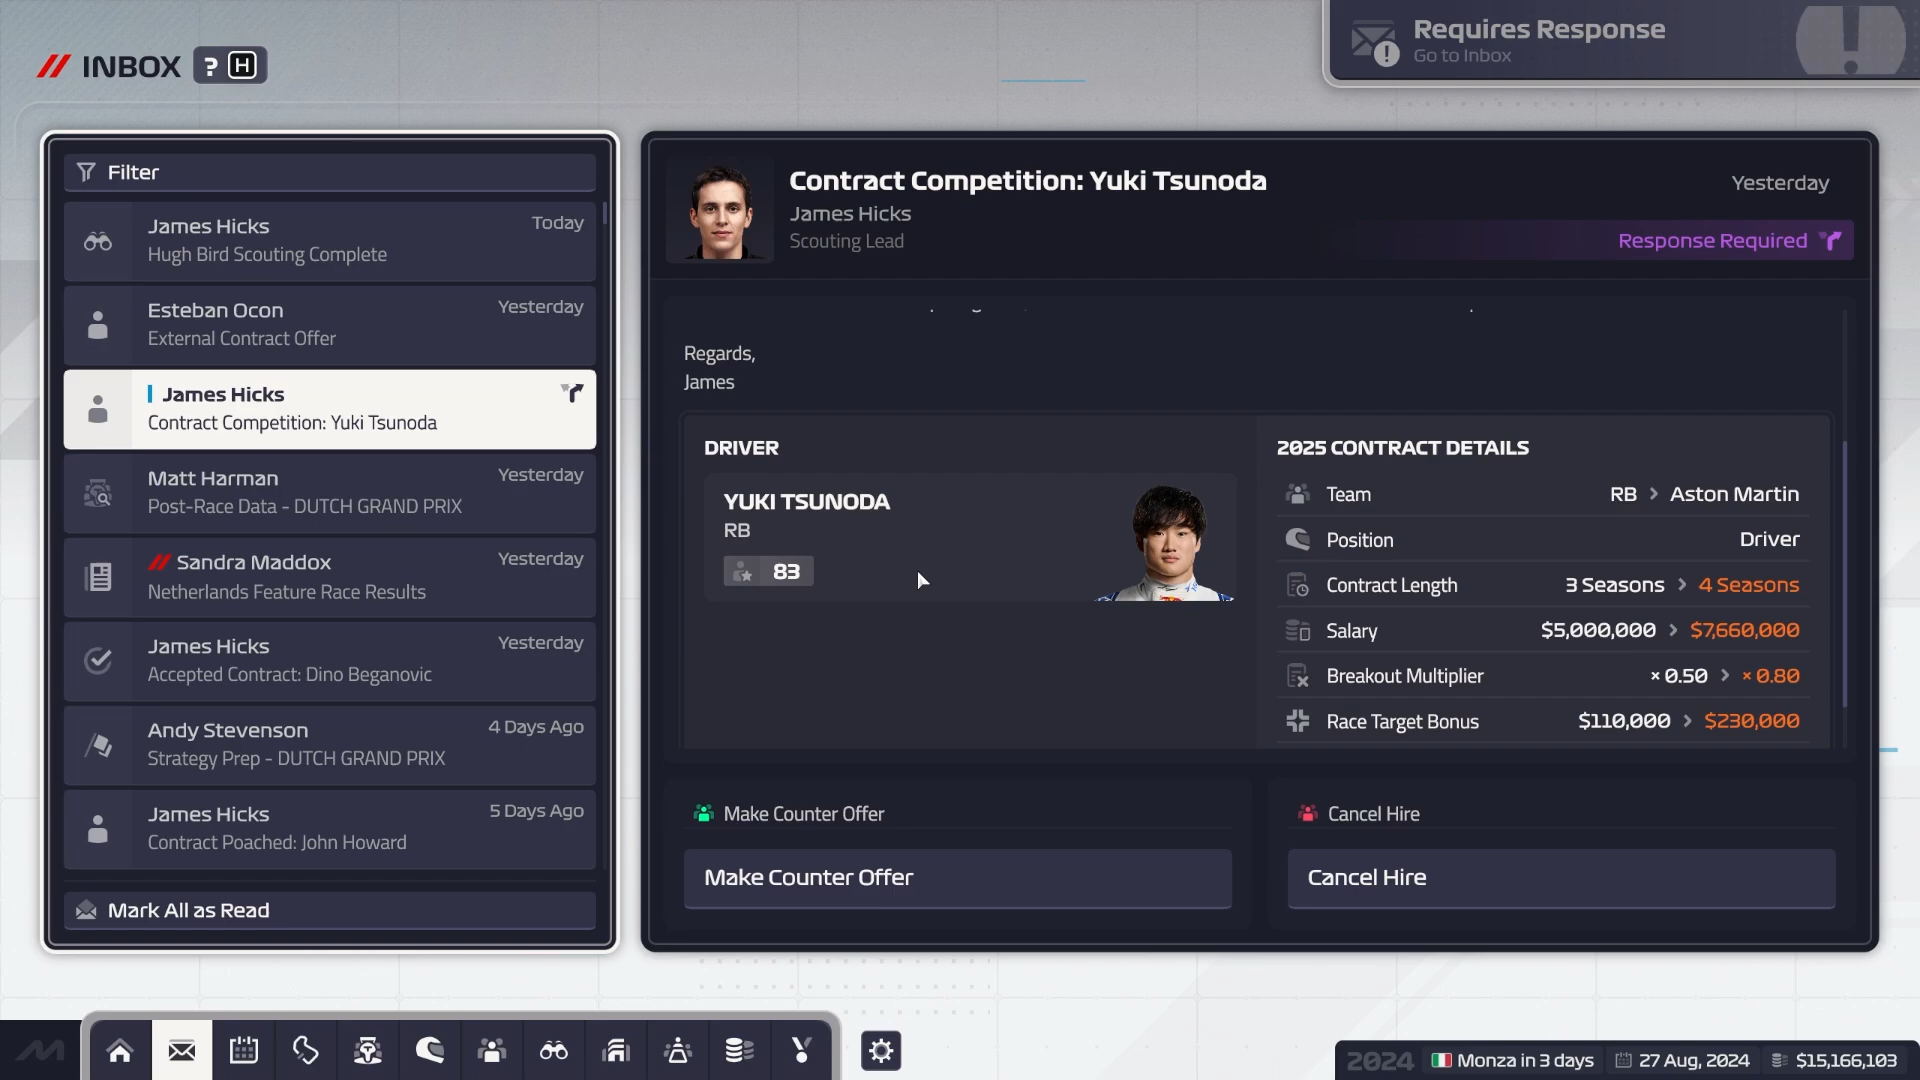 INBOX ? H
Requires Response
Go to Inbox
Filter
James Hicks Today
Hugh Bird Scouting Complete
Esteban Ocon Yesterday
External Contract Offer
James Hicks
Contract Competition: Yuki Tsunoda
Matt Harman Yesterday
Post-Race Data - DUTCH GRAND PRIX
Sandra Maddox Yesterday
Netherlands Feature Race Results
James Hicks Yesterday
Accepted Contract: Dino Beganovic
Andy Stevenson 4 Days Ago
Strategy Prep - DUTCH GRAND PRIX
James Hicks 5 Days Ago
Contract Poached: John Howard
Mark All as Read
Contract Competition: Yuki Tsunoda Yesterday
James Hicks
Scouting Lead
Response Required
Regards,
James
DRIVER
YUKI TSUNODA
RB
83
2025 CONTRACT DETAILS
Team RB > Aston Martin
Position Driver
Contract Length 3 Seasons > 4 Seasons
Salary $5,000,000 > $7,660,000
Breakout Multiplier × 0.50 > × 0.80
Race Target Bonus $110,000 > $230,000
Make Counter Offer
Make Counter Offer
Cancel Hire
Cancel Hire
2024 Monza in 3 days 27 Aug, 2024 $15,166,103